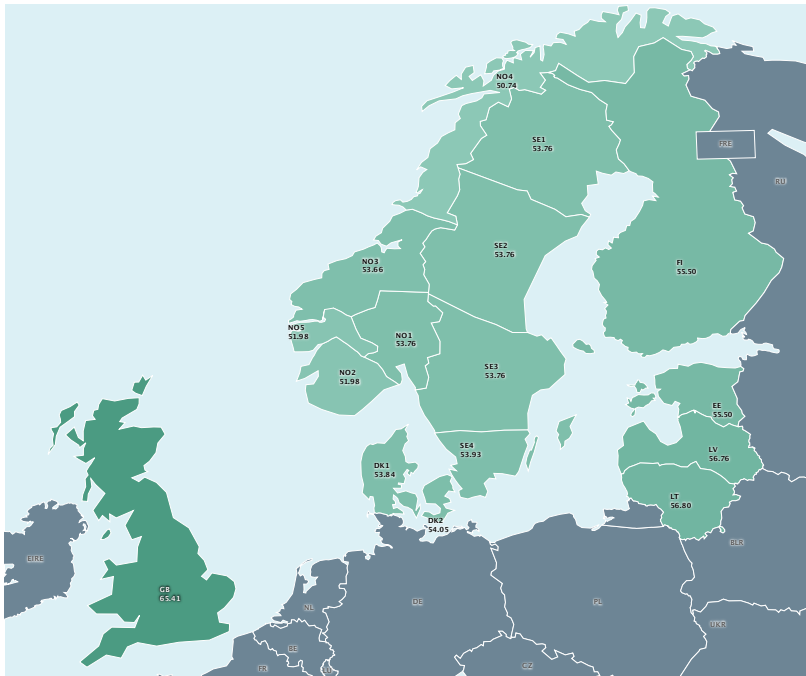 NO4
50.74
SE1
53.76
FRE
RU
SE2
53.76
NO3
53.66
FI
55.50
NO5
51.98
NO1
53.76
NO2
51.98
SE3
53.76
EE
55.50
SE4
53.93
LV
56.76
DK1
53.84
LT
56.80
DK2
54.05
BLR
EIRE
GB
65.41
DE
PL
NL
UKR
BE
FR
LU
CZ